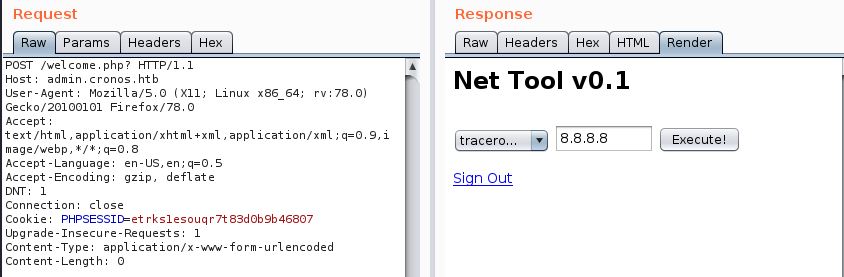 Request
Raw Params Headers Hex
POST /welcome.php? HTTP/1.1
Host: admin.cronos.htb
User-Agent: Mozilla/5.0 (X11; Linux x86_64; rv:78.0)
Gecko/20100101 Firefox/78.0
Accept:
text/html,application/xhtml+xml,application/xml;q=0.9,i
mage/webp,*/*;q=0.8
Accept-Language: en-US,en;q=0.5
Accept-Encoding: gzip, deflate
DNT: 1
Connection: close
Cookie: PHPSESSID=etrks1esouqr7t83d0b9b46807
Upgrade-Insecure-Requests: 1
Content-Type: application/x-www-form-urlencoded
Content-Length: 0
Response
Raw Headers Hex HTML Render
Net Tool v0.1
tracero... 8.8.8.8 Execute!
Sign Out